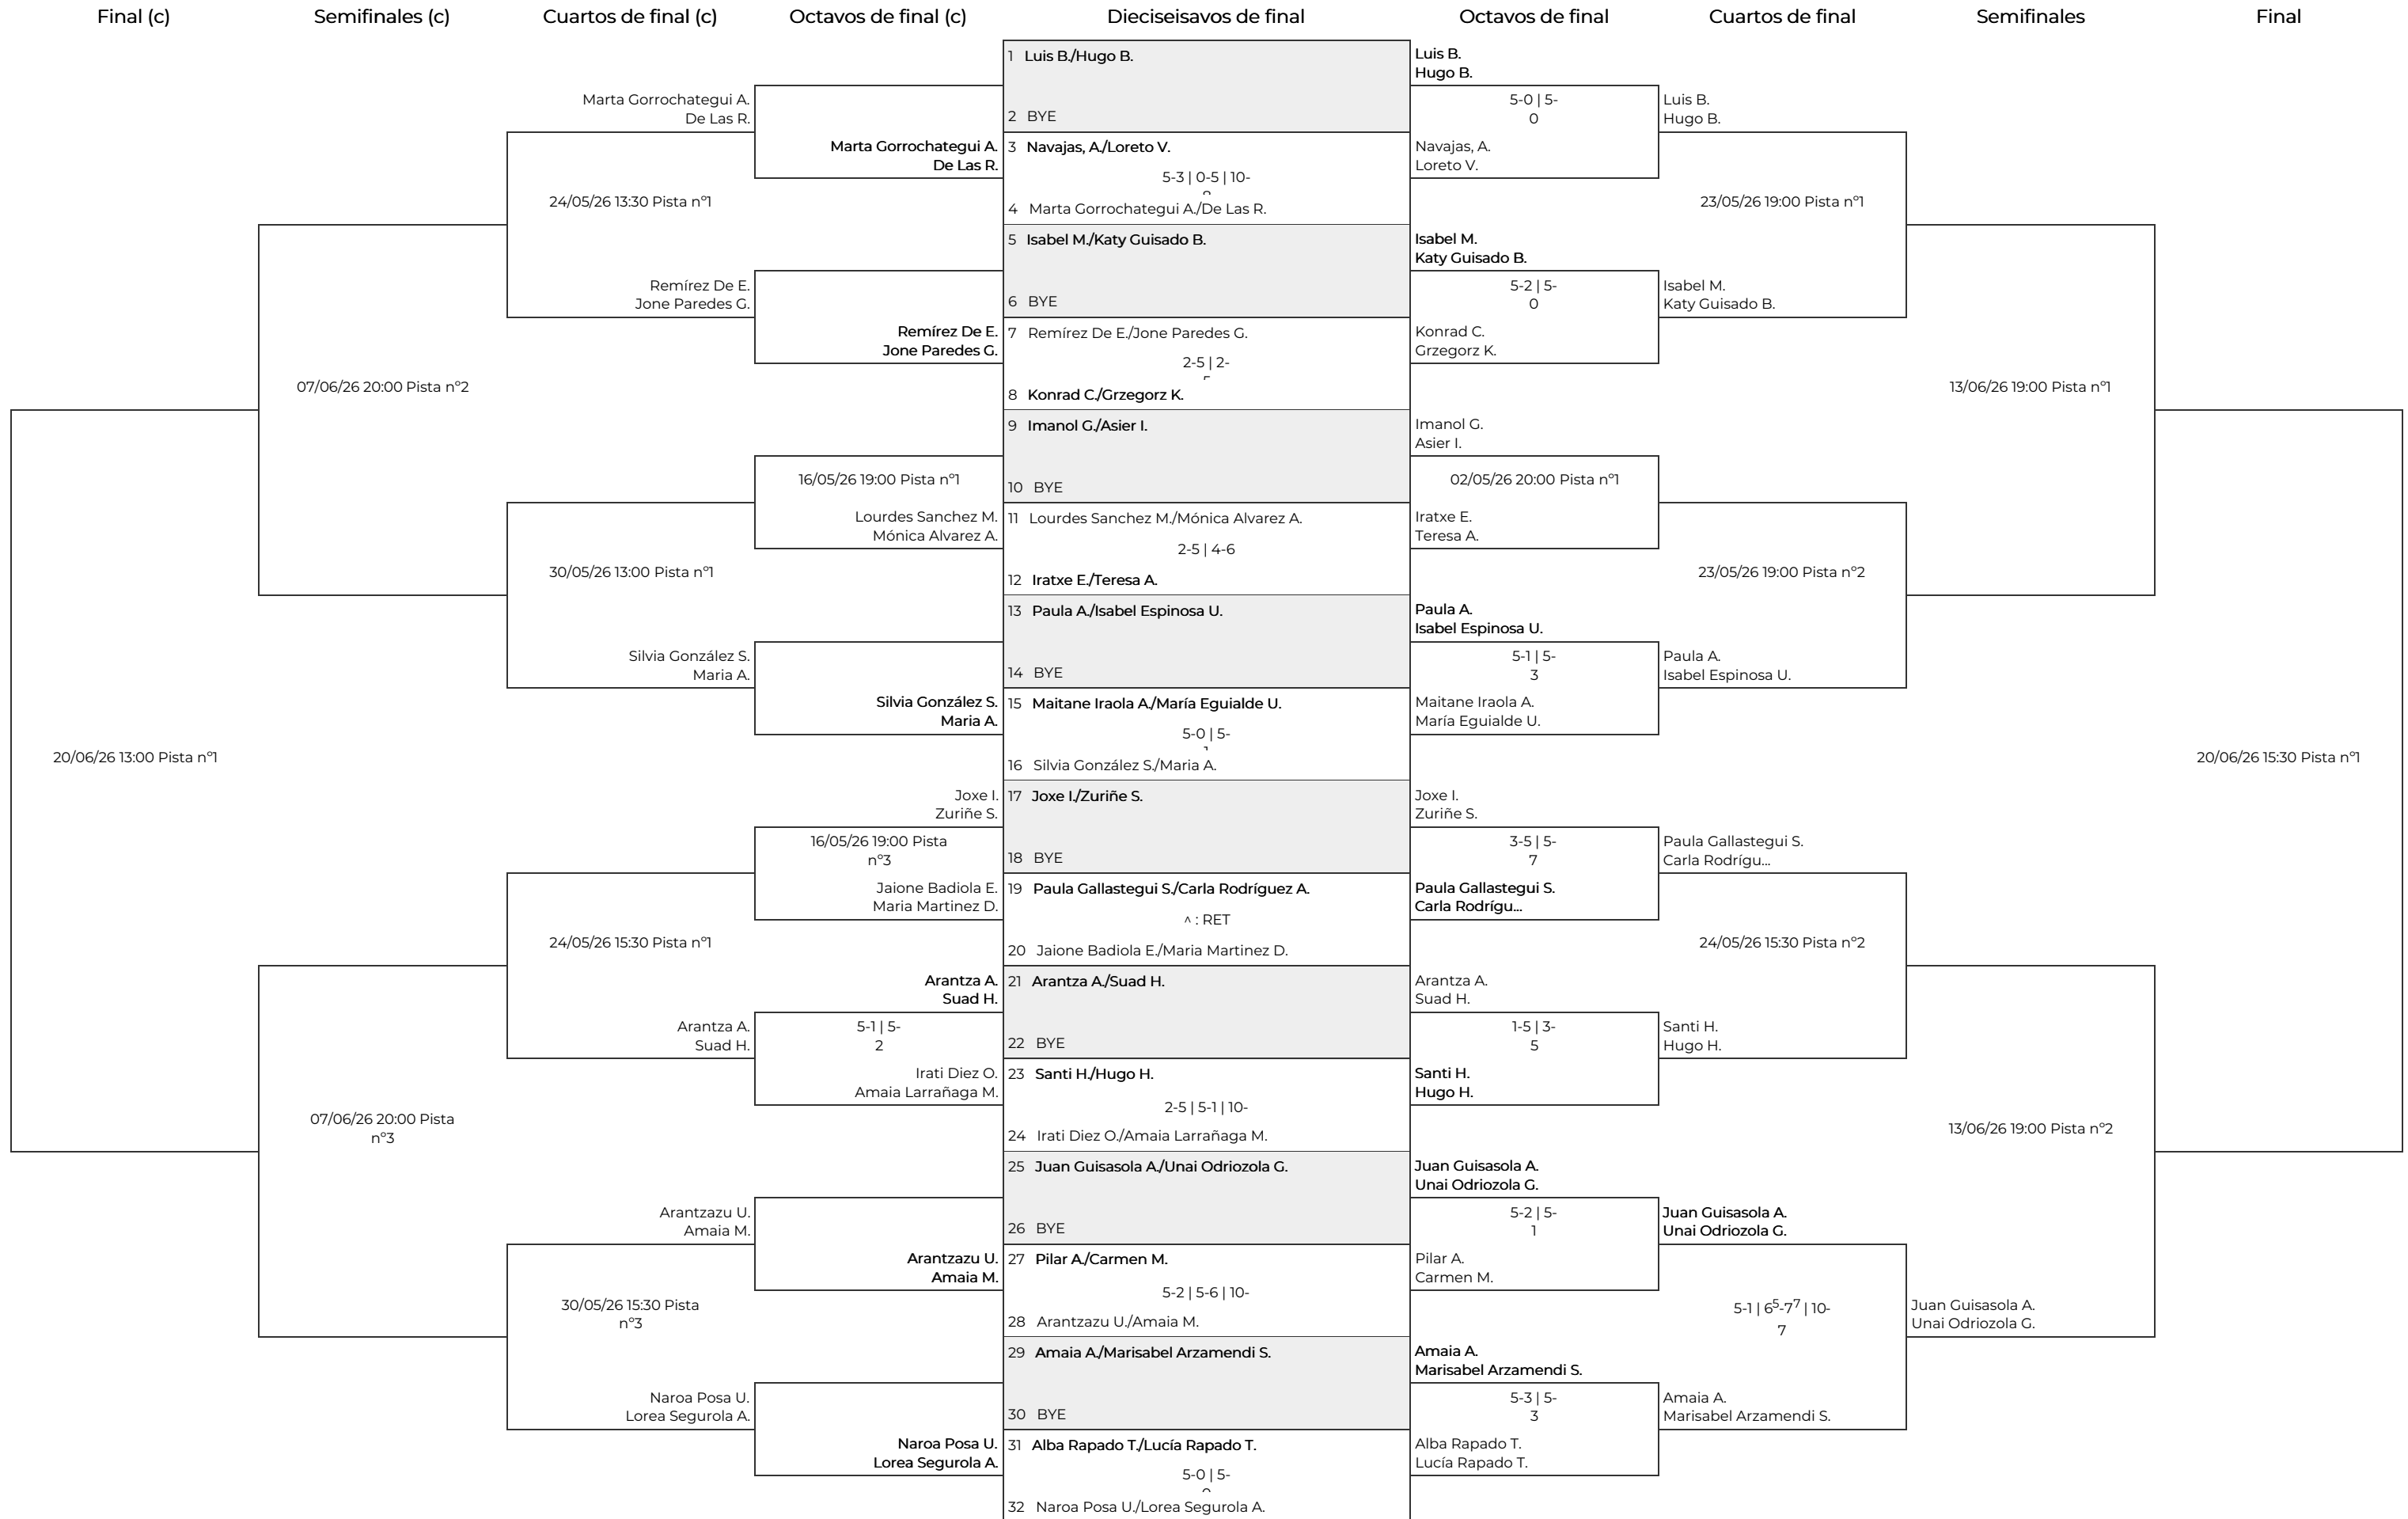 Final (c)
Semifinales (c)
Cuartos de final (c)
Octavos de final (c)
Dieciseisavos de final
Octavos de final
Cuartos de final
Semifinales
Final
20/06/26 13:00 Pista nº1
07/06/26 20:00 Pista nº2
07/06/26 20:00 Pista
nº3
Marta Gorrochategui A.
De Las R.
24/05/26 13:30 Pista nº1
Remírez De E.
Jone Paredes G.
30/05/26 13:00 Pista nº1
Silvia González S.
Maria A.
24/05/26 15:30 Pista nº1
Arantza A.
Suad H.
Arantzazu U.
Amaia M.
30/05/26 15:30 Pista
nº3
Naroa Posa U.
Lorea Segurola A.
Marta Gorrochategui A.
De Las R.
Remírez De E.
Jone Paredes G.
16/05/26 19:00 Pista nº1
Lourdes Sanchez M.
Mónica Alvarez A.
Silvia González S.
Maria A.
Joxe I.
Zuriñe S.
16/05/26 19:00 Pista
nº3
Jaione Badiola E.
Maria Martinez D.
Arantza A.
Suad H.
5-1 | 5-
2
Irati Diez O.
Amaia Larrañaga M.
Arantzazu U.
Amaia M.
Naroa Posa U.
Lorea Segurola A.
1 Luis B./Hugo B.
2 BYE
3 Navajas, A./Loreto V.
5-3 | 0-5 | 10-
4 Marta Gorrochategui A./De Las R.
5 Isabel M./Katy Guisado B.
6 BYE
7 Remírez De E./Jone Paredes G.
2-5 | 2-
8 Konrad C./Grzegorz K.
9 Imanol G./Asier I.
10 BYE
11 Lourdes Sanchez M./Mónica Alvarez A.
2-5 | 4-6
12 Iratxe E./Teresa A.
13 Paula A./Isabel Espinosa U.
14 BYE
15 Maitane Iraola A./María Eguialde U.
5-0 | 5-
16 Silvia González S./Maria A.
17 Joxe I./Zuriñe S.
18 BYE
19 Paula Gallastegui S./Carla Rodríguez A.
^ : RET
20 Jaione Badiola E./Maria Martinez D.
21 Arantza A./Suad H.
22 BYE
23 Santi H./Hugo H.
2-5 | 5-1 | 10-
24 Irati Diez O./Amaia Larrañaga M.
25 Juan Guisasola A./Unai Odriozola G.
26 BYE
27 Pilar A./Carmen M.
5-2 | 5-6 | 10-
28 Arantzazu U./Amaia M.
29 Amaia A./Marisabel Arzamendi S.
30 BYE
31 Alba Rapado T./Lucía Rapado T.
5-0 | 5-
32 Naroa Posa U./Lorea Segurola A.
Luis B.
Hugo B.
5-0 | 5-
0
Navajas, A.
Loreto V.
Isabel M.
Katy Guisado B.
5-2 | 5-
0
Konrad C.
Grzegorz K.
Imanol G.
Asier I.
02/05/26 20:00 Pista nº1
Iratxe E.
Teresa A.
Paula A.
Isabel Espinosa U.
5-1 | 5-
3
Maitane Iraola A.
María Eguialde U.
Joxe I.
Zuriñe S.
3-5 | 5-
7
Paula Gallastegui S.
Carla Rodrígu...
Arantza A.
Suad H.
1-5 | 3-
5
Santi H.
Hugo H.
Juan Guisasola A.
Unai Odriozola G.
5-2 | 5-
1
Pilar A.
Carmen M.
Amaia A.
Marisabel Arzamendi S.
5-3 | 5-
3
Alba Rapado T.
Lucía Rapado T.
Luis B.
Hugo B.
23/05/26 19:00 Pista nº1
Isabel M.
Katy Guisado B.
23/05/26 19:00 Pista nº2
Paula A.
Isabel Espinosa U.
Paula Gallastegui S.
Carla Rodrígu...
24/05/26 15:30 Pista nº2
Santi H.
Hugo H.
Juan Guisasola A.
Unai Odriozola G.
5-1 | 6⁵-7⁷ | 10-
7
Amaia A.
Marisabel Arzamendi S.
13/06/26 19:00 Pista nº1
13/06/26 19:00 Pista nº2
Juan Guisasola A.
Unai Odriozola G.
20/06/26 15:30 Pista nº1